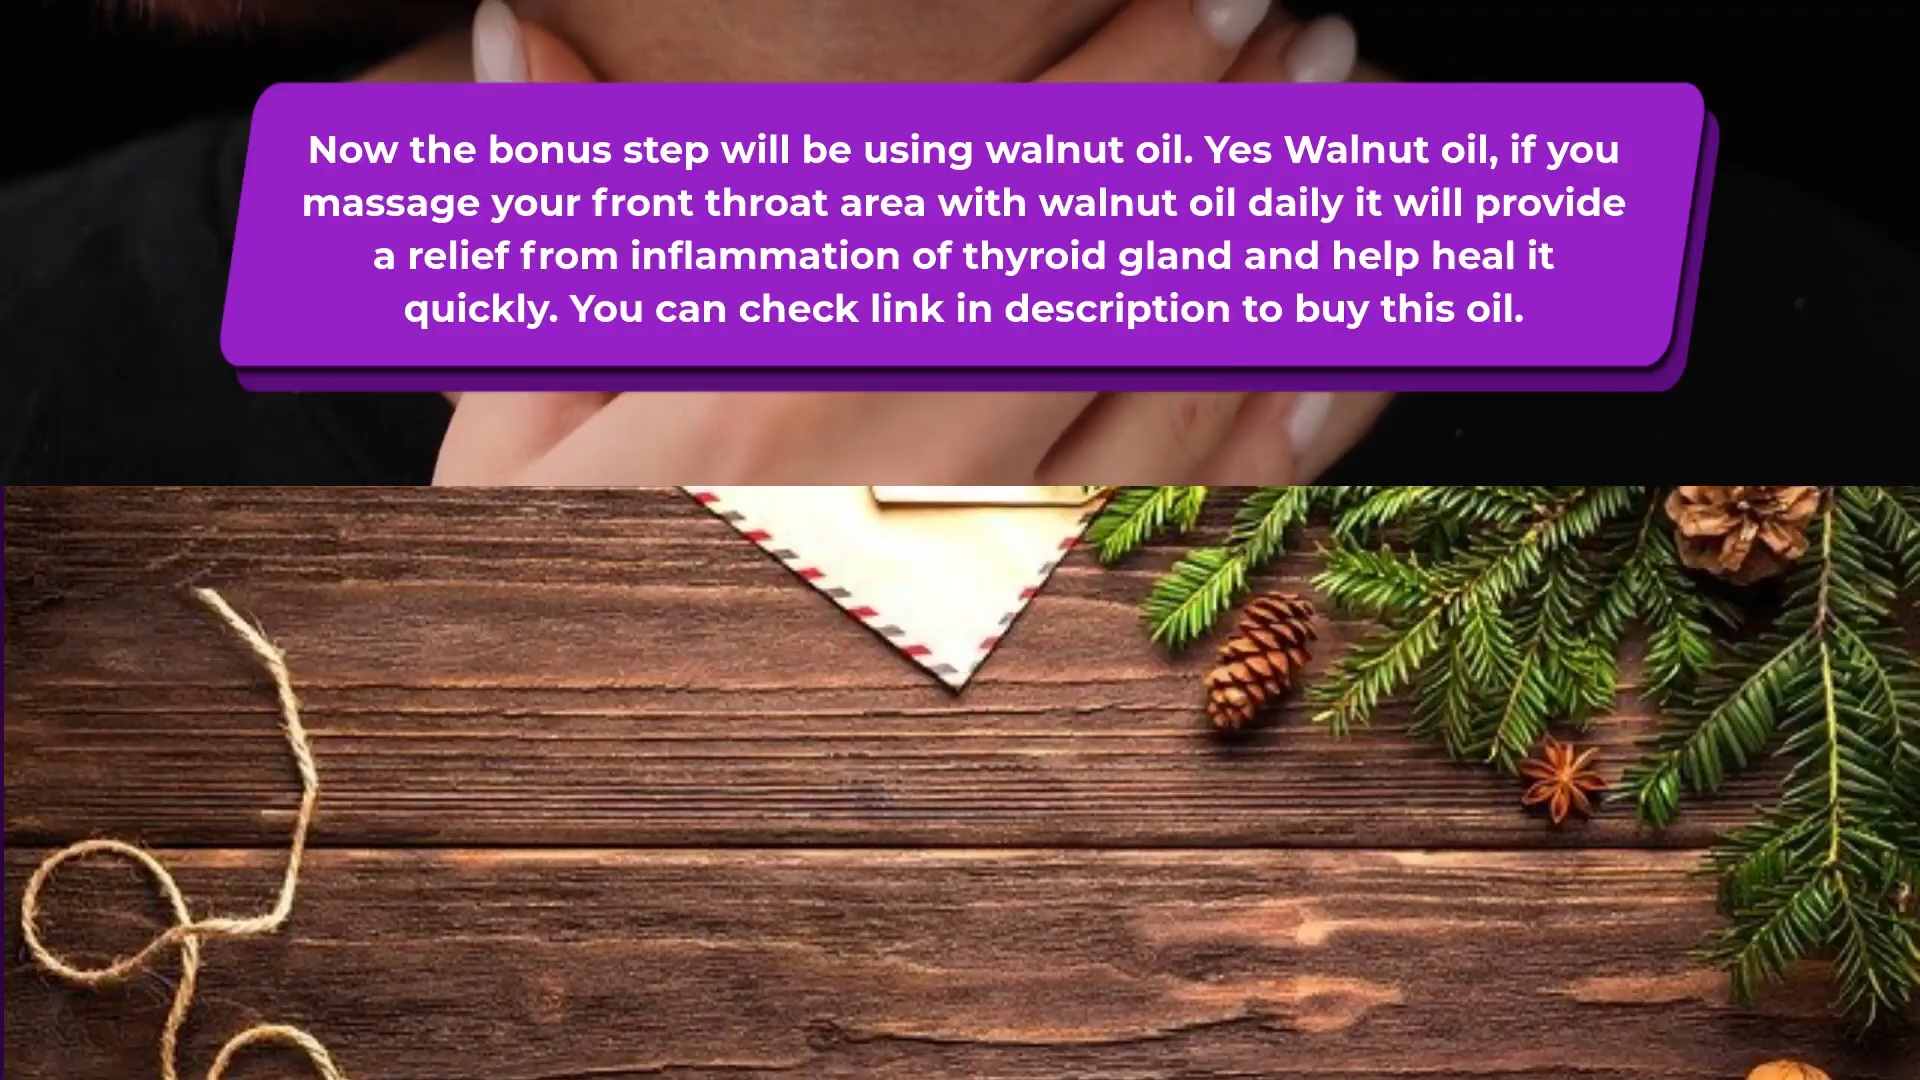 Now the bonus step will be using walnut oil. Yes Walnut oil, if you
massage your front throat area with walnut oil daily it will provide
a relief from inflammation of thyroid gland and help heal it
quickly. You can check link in description to buy this oil.